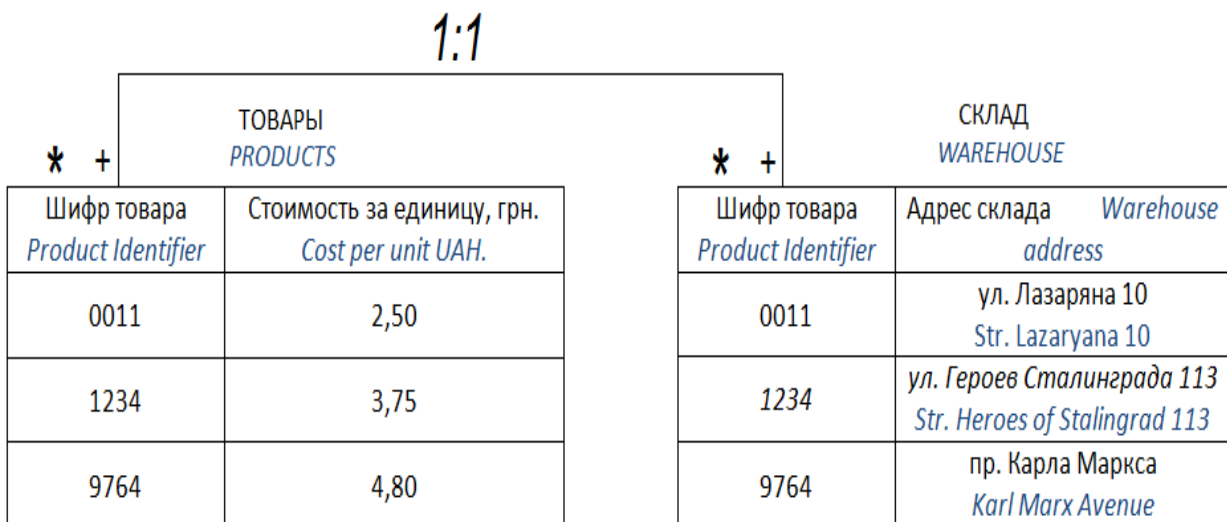 1:1
ТОВАРЫ
PRODUCTS
* +
СКЛАД
WAREHOUSE
* +
Шифр товара
Product Identifier
Стоимость за единицу, грн.
Cost per unit UAH.
0011
2,50
1234
3,75
9764
4,80
Шифр товара
Product Identifier
Адрес склада Warehouse
address
0011
ул. Лазаряна 10
Str. Lazaryana 10
1234
ул. Героев Сталинграда 113
Str. Heroes of Stalingrad 113
9764
пр. Карла Маркса
Karl Marx Avenue